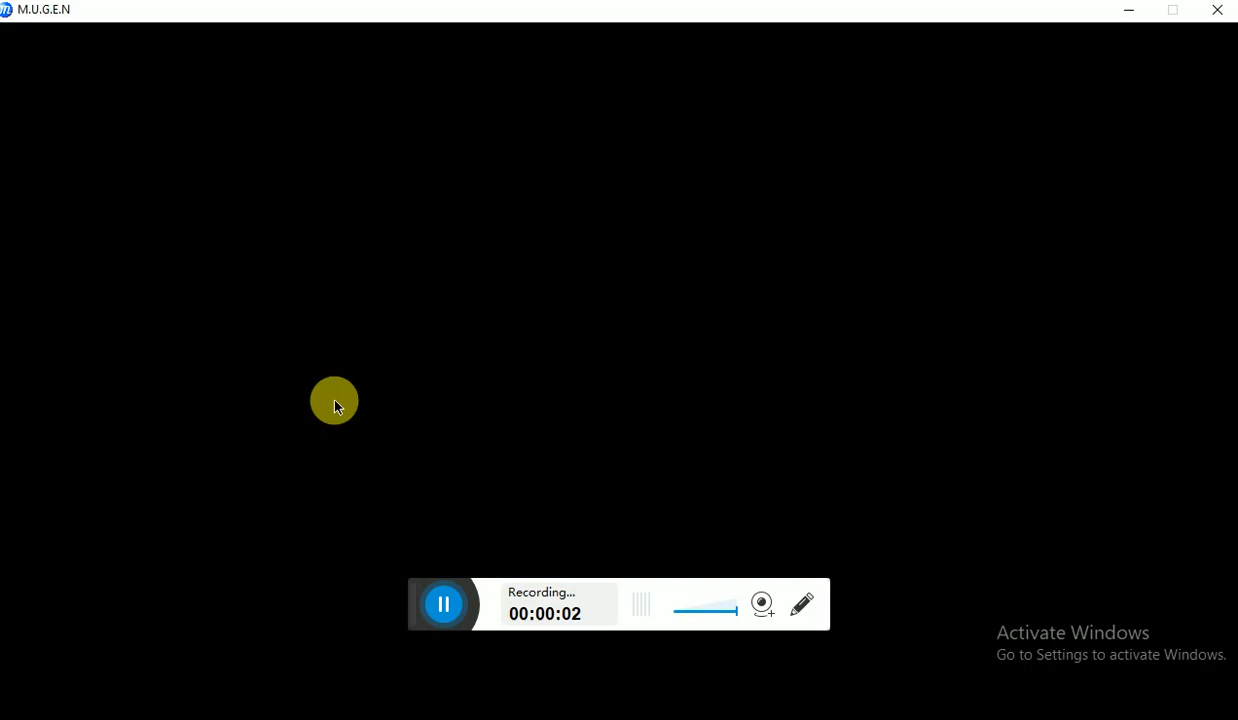 M.U.G.E.N
Recording...
00:00:02
Activate Windows
Go to Settings to activate Windows.